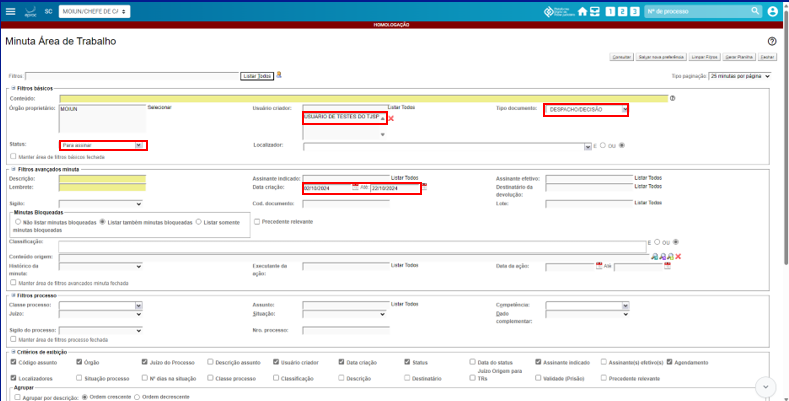 eproc SC MOIUN/CHEFE DE C/ 1 2 3 Nº de processo
HOMOLOGAÇÃO
Minuta Área de Trabalho
Consultar Salvar nova preferência Limpar Filtros Gerar Planilha Fechar
Filtros Listar Todos Tipo paginação: 25 minutas por página
Filtros básicos
Conteúdo:
Órgão proprietário: MOIUN Selecionar Usuário criador: Listar Todos Tipo documento: DESPACHO/DECISÃO
USUARIO DE TESTES DO TJSP
Status: Para assinar Localizador: E OU
Manter área de filtro básicos fechada
Filtros avançados minuta
Descrição: Assinante indicado: Listar Todos Assinante efetivo: Listar Todos
Lembrete: Data criação: 02/10/2024 Até 22/10/2024 Destinatário da devolução: Listar Todos
Sigilo: Cod. documento: Lote: Listar Todos
Minutas Bloqueadas
Não listar minutas bloqueadas Listar também minutas bloqueadas Listar somente minutas bloqueadas Precedente relevante
Classificação: E OU
Conteúdo origem:
Histórico da minuta: Executante da ação: Listar Todos Data da ação: Até
Manter área de filtros avançados minuta fechada
Filtros processo
Classe processo: Assunto: Listar Todos Competência:
Juízo: Situação: Dado complementar:
Sigilo do processo: Nro. processo:
Manter área de filtro processo fechada
Critérios de exibição
Código assunto Órgão Juízo do Processo Descrição assunto Usuário criador Data criação Status Data do status Assinante indicado Assinante(s) efetivo(s) Agendamento
Localizadores Situação processo Nº dias na situação Classe processo Classificação Descrição Destinatário Juízo Origem para TRs Validade (Prisão) Precedente relevante
Agrupar
Agrupar por descrição: Ordem crescente Ordem decrescente